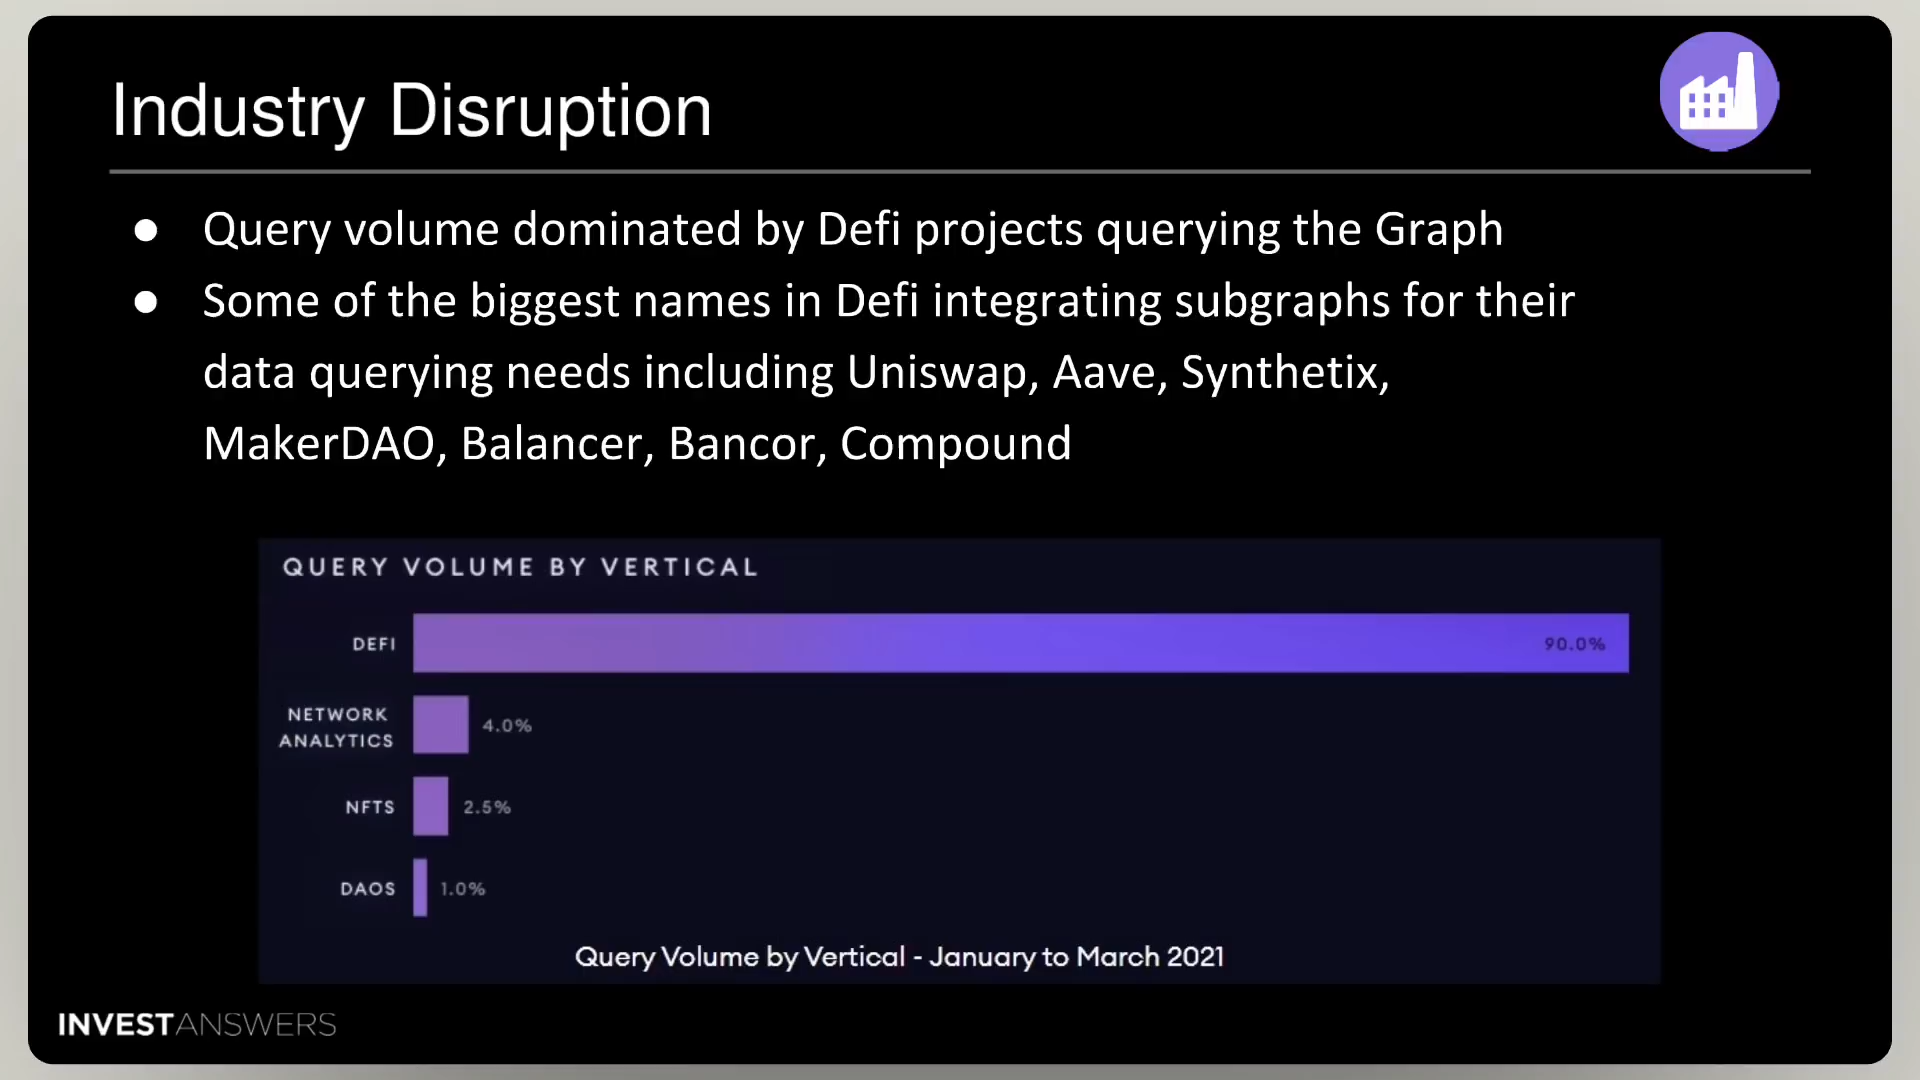 Industry Disruption
● Query volume dominated by Defi projects querying the Graph
● Some of the biggest names in Defi integrating subgraphs for their
data querying needs including Uniswap, Aave, Synthetix,
MakerDAO, Balancer, Bancor, Compound
QUERY VOLUME BY VERTICAL
DEFI 90.0%
NETWORK
ANALYTICS 4.0%
NFTS 2.5%
DAOS 1.0%
Query Volume by Vertical - January to March 2021
INVESTANSWERS